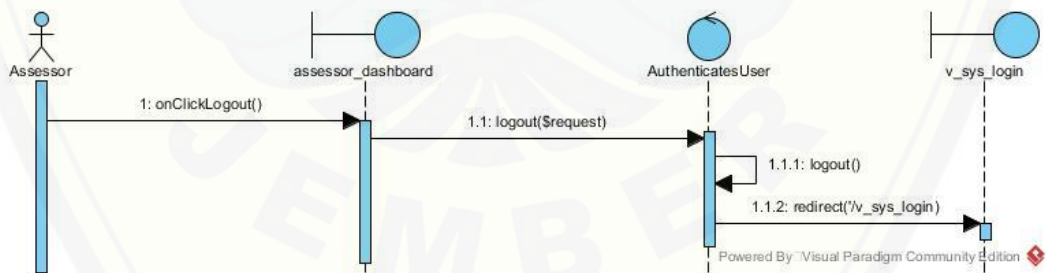 Assessor
assessor_dashboard
AuthenticatesUser
v_sys_login
1: onClickLogout()
1.1: logout($request)
1.1.1: logout()
1.1.2: redirect('/v_sys_login)
Powered By Visual Paradigm Community Edition
JEMBER